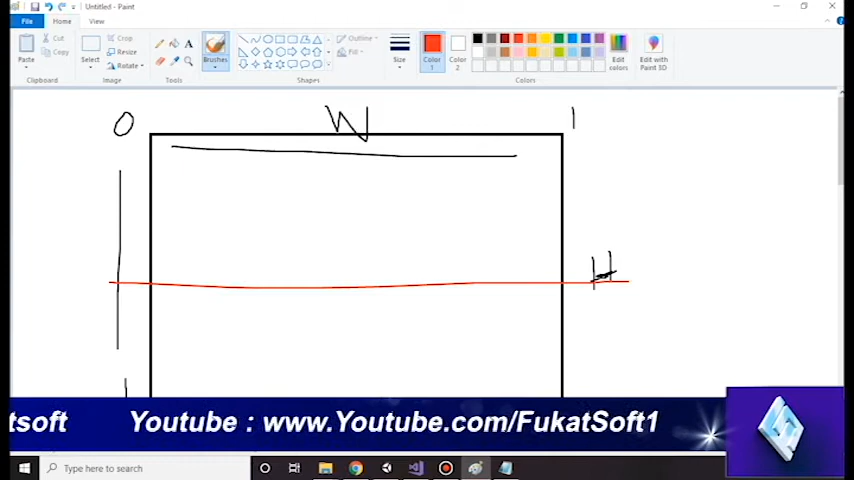 Untitled - Paint
File Home View
Cut
Copy
Paste
Crop
Resize
Rotate
Select
Brushes
Outline
Fill
Size
Color
1
Color
2
Edit
colors
Edit with
Paint 3D
Clipboard Image Tools Shapes Colors
0 W 1
H
1
tsoft Youtube : www.Youtube.com/FukatSoft1
Type here to search